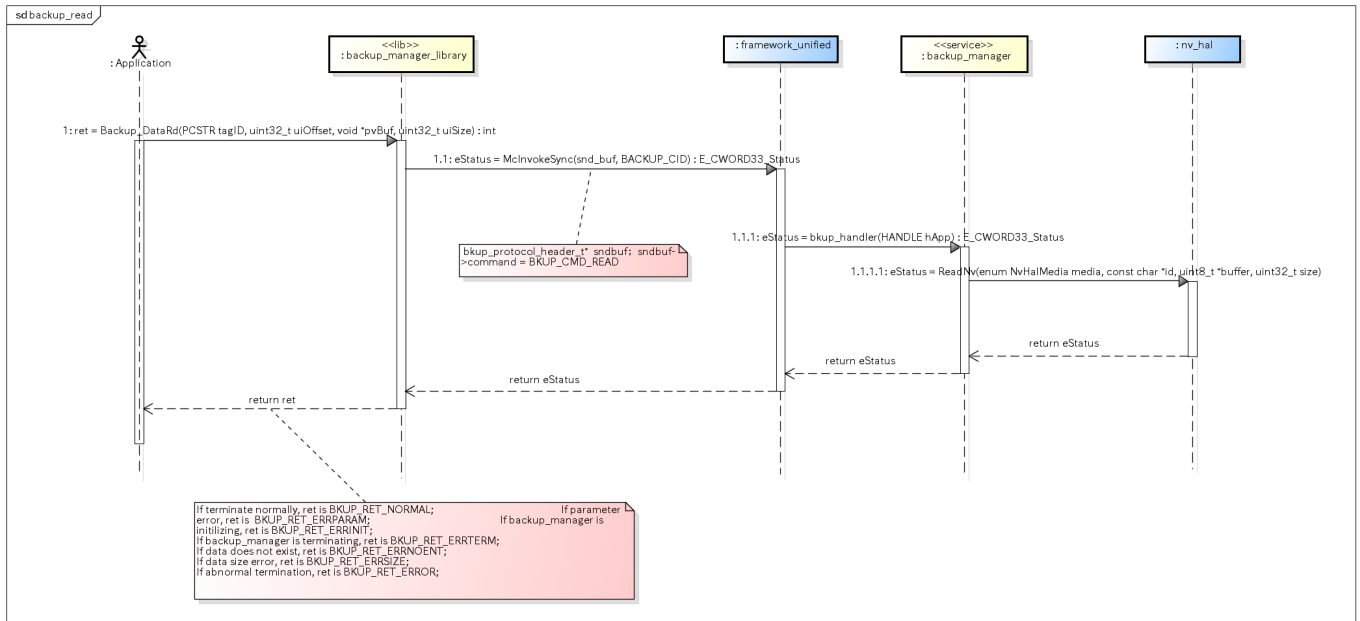 sd backup_read
: Application
<<lib>>
: backup_manager_library
: framework_unified
<<service>>
: backup_manager
: nv_hal
1: ret = Backup_DataRd(PCSTR tagID, uint32_t uiOffset, void *pvBuf, uint32_t uiSize) : int
1.1: eStatus = McInvokeSync(snd_buf, BACKUP_CID) : E_CWORD33_Status
bkup_protocol_header_t* sndbuf; sndbuf-
>command = BKUP_CMD_READ
1.1.1: eStatus = bkup_handler(HANDLE hApp) : E_CWORD33_Status
1.1.1.1: eStatus = ReadNv(enum NvHalMedia media, const char *id, uint8_t *buffer, uint32_t size)
return eStatus
return eStatus
return eStatus
return ret
If terminate normally, ret is BKUP_RET_NORMAL; If parameter
error, ret is BKUP_RET_ERRPARAM; If backup_manager is
initilizing, ret is BKUP_RET_ERRINIT;
If backup_manager is terminating, ret is BKUP_RET_ERRTERM;
If data does not exist, ret is BKUP_RET_ERRNOENT;
If data size error, ret is BKUP_RET_ERRSIZE;
If abnormal termination, ret is BKUP_RET_ERROR;